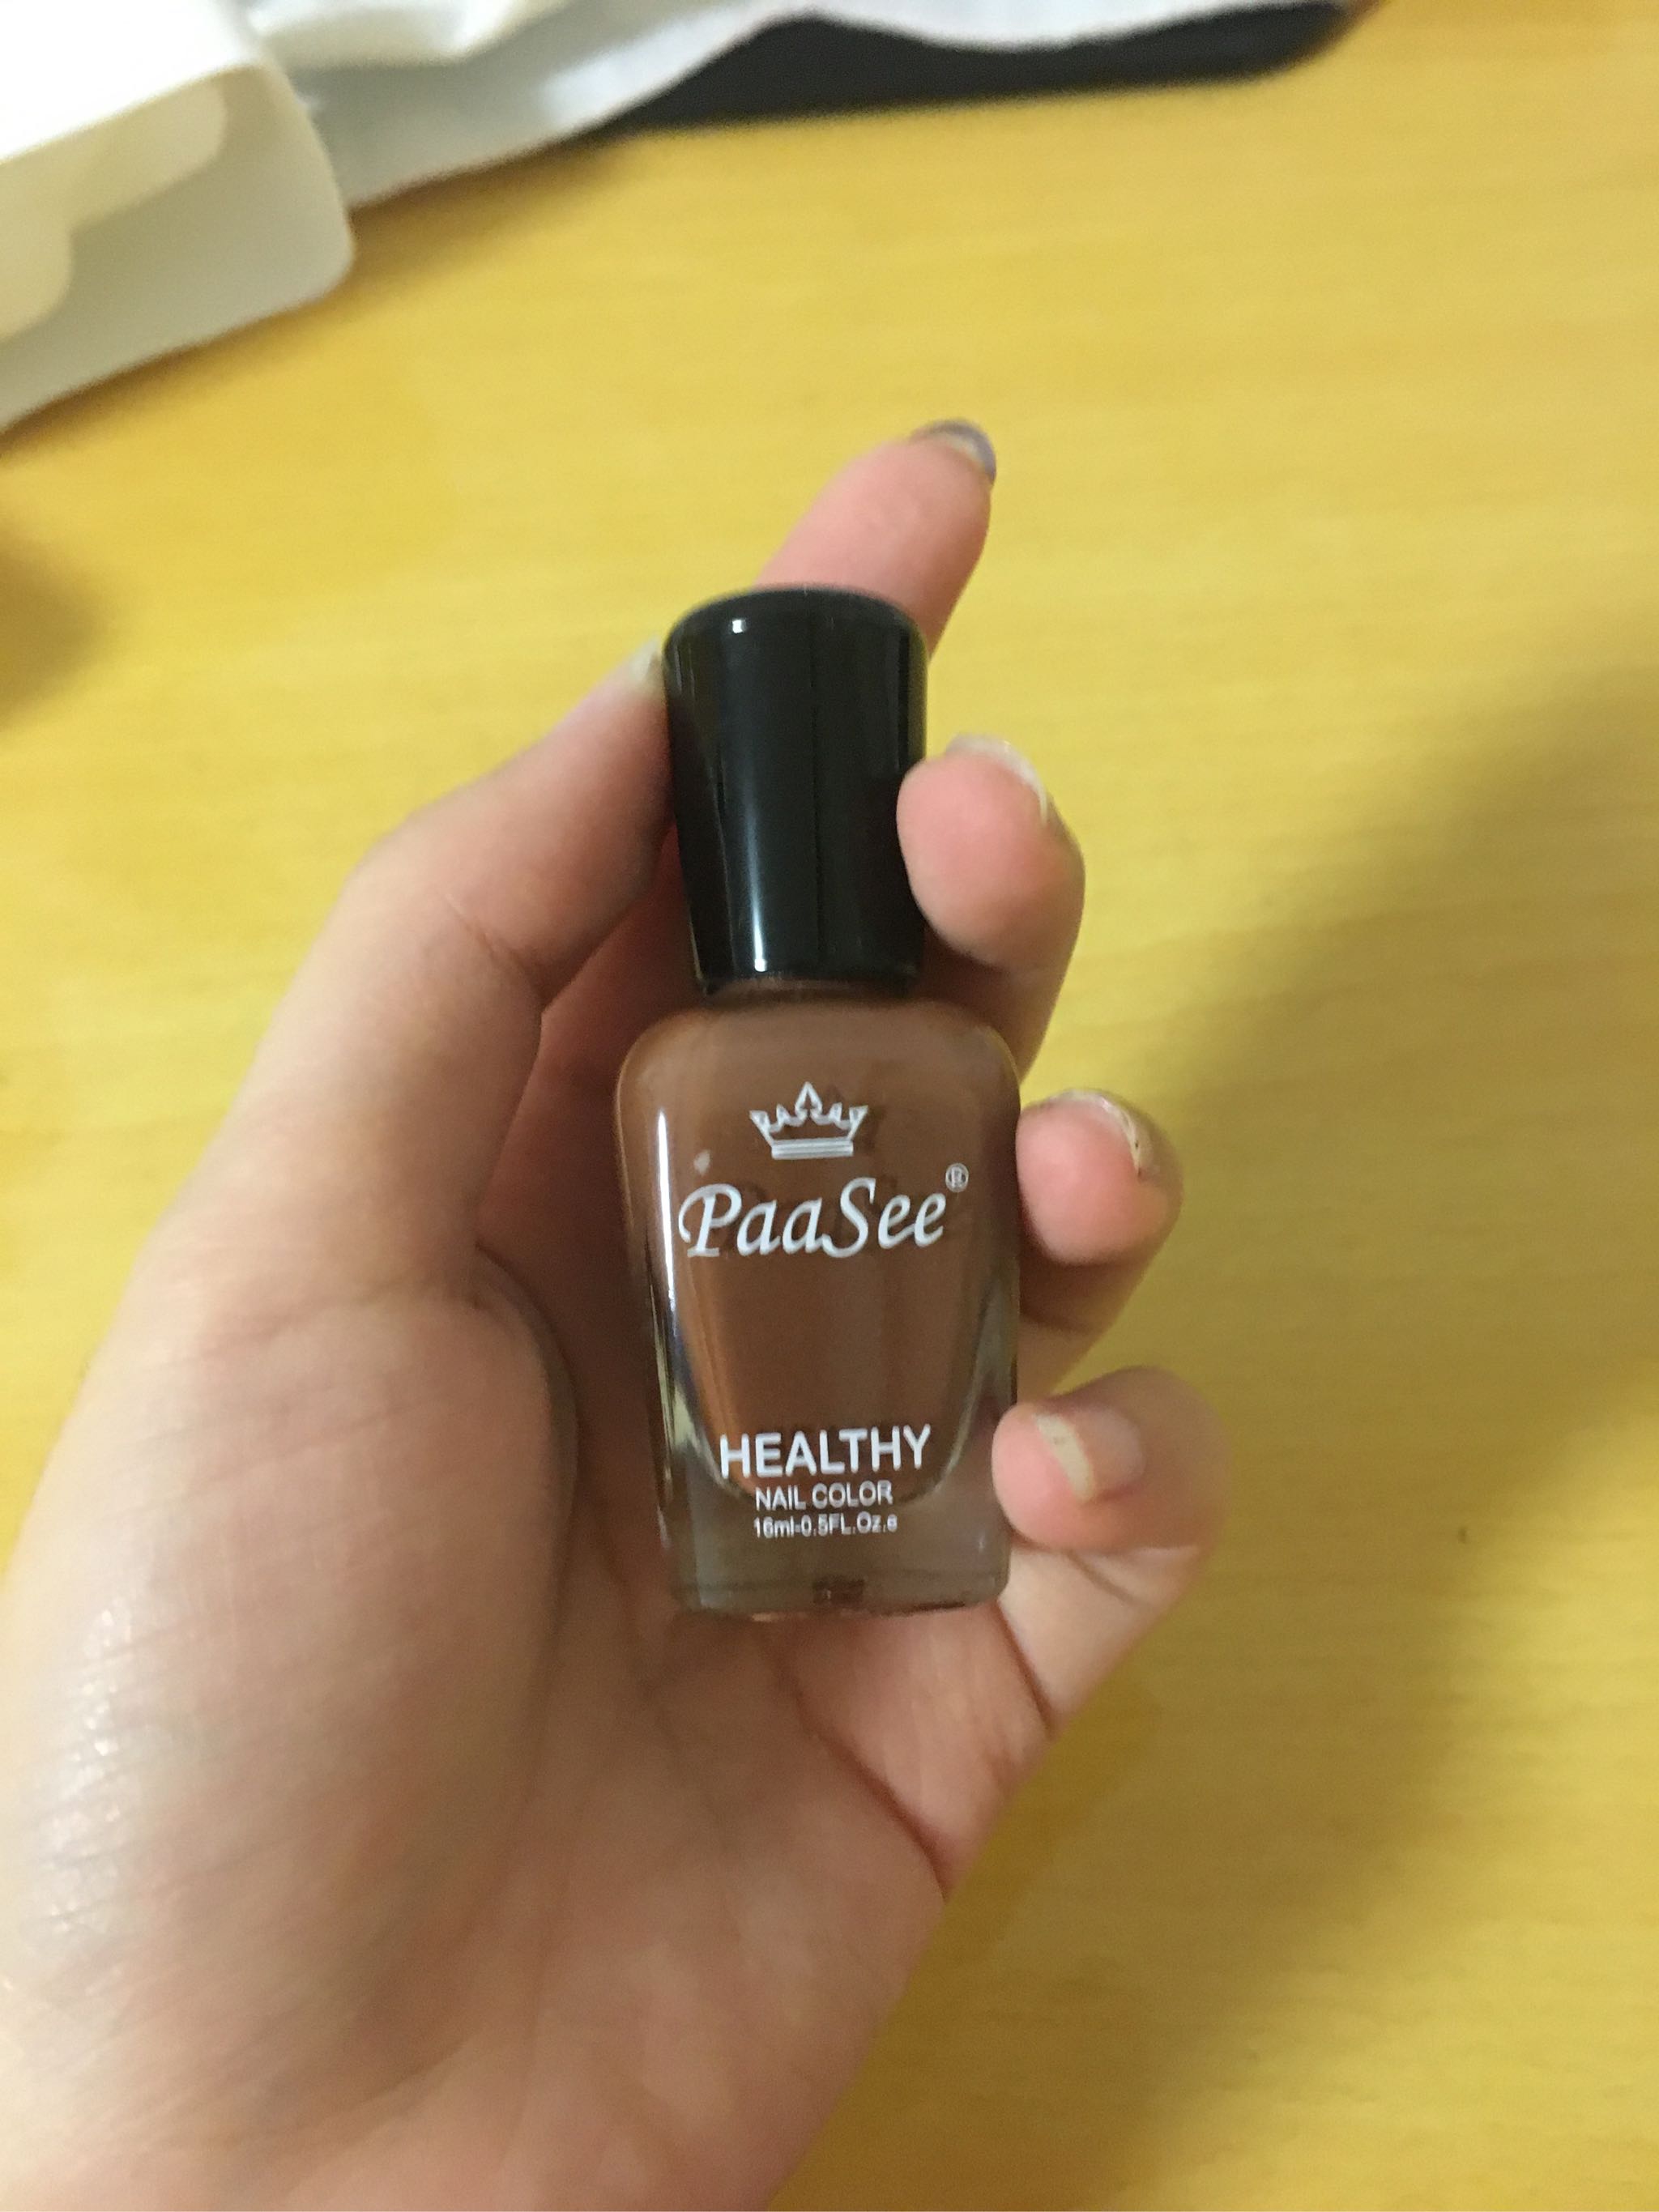 PaaSee®
HEALTHY
NAIL COLOR
16ml-0.5FL.Oz.e